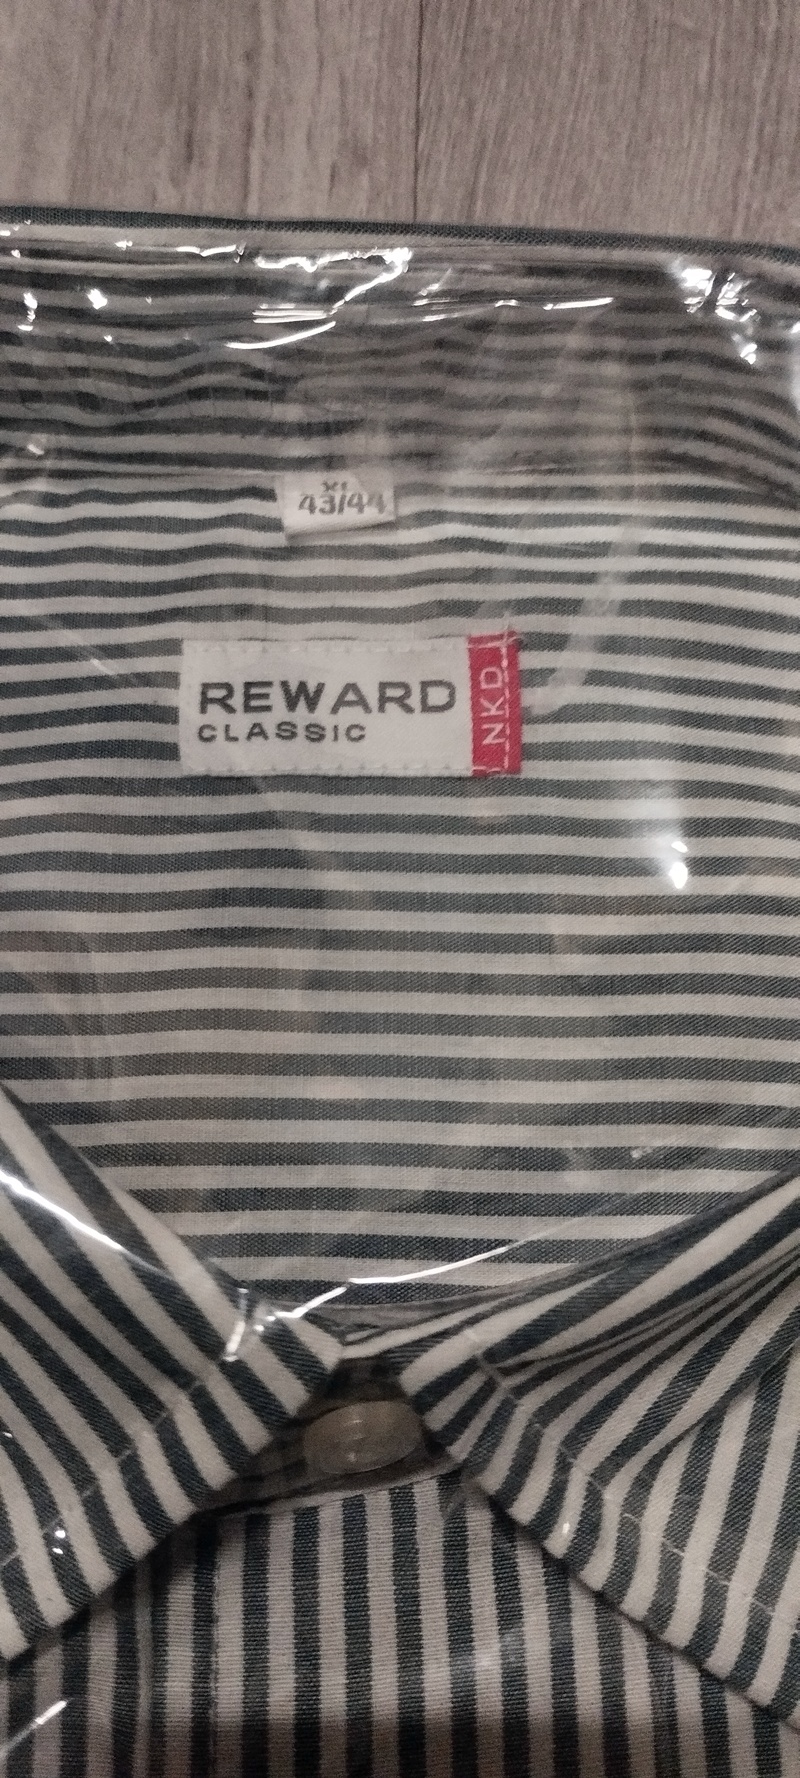 XL
43/44
REWARD
CLASSIC
NKD